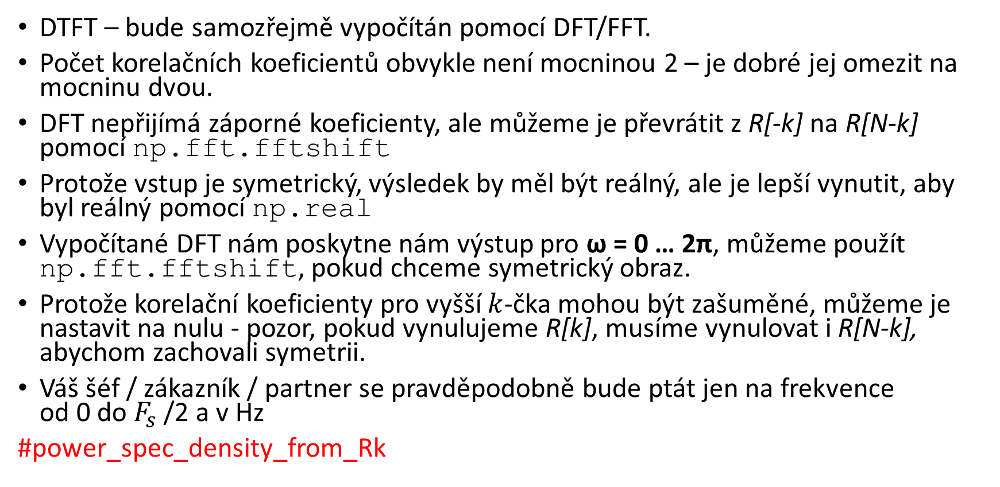 • DTFT – bude samozřejmě vypočítán pomocí DFT/FFT.
• Počet korelačních koeficientů obvykle není mocninou 2 – je dobré jej omezit na
mocninu dvou.
• DFT nepřijímá záporné koeficienty, ale můžeme je převrátit z R[-k] na R[N-k]
pomocí np.fft.fftshift
• Protože vstup je symetrický, výsledek by měl být reálný, ale je lepší vynutit, aby
byl reálný pomocí np.real
• Vypočítané DFT nám poskytne nám výstup pro ω = 0 … 2π, můžeme použít
np.fft.fftshift, pokud chceme symetrický obraz.
• Protože korelační koeficienty pro vyšší k-čka mohou být zašuměné, můžeme je
nastavit na nulu - pozor, pokud vynulujeme R[k], musíme vynulovat i R[N-k],
abychom zachovali symetrii.
• Váš šéf / zákazník / partner se pravděpodobně bude ptát jen na frekvence
od 0 do F_s /2 a v Hz
#power_spec_density_from_Rk